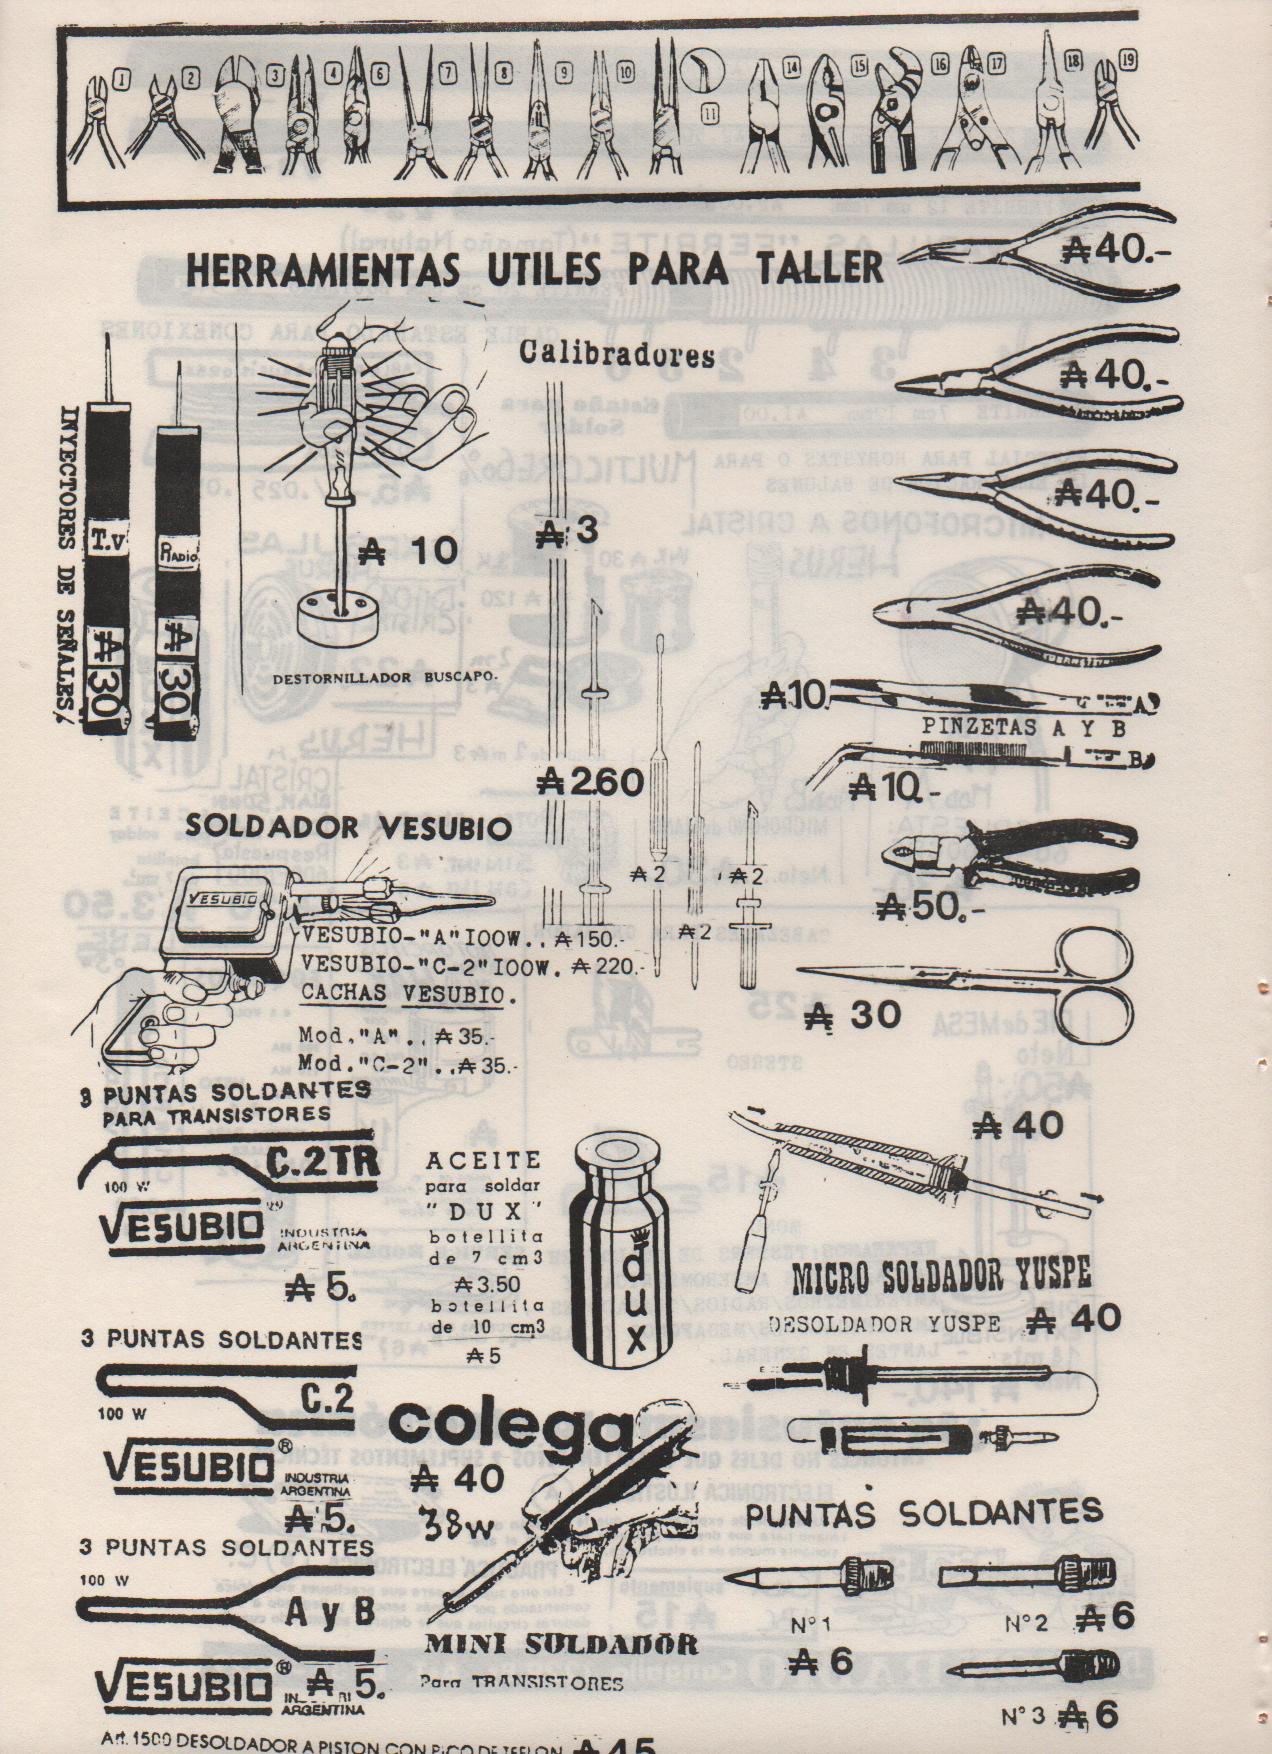 1 2 3 4 6 7 8 9 10 11 14 15 16 17 18 19
HERRAMIENTAS UTILES PARA TALLER
₳40.-
₳40.-
₳40.-
₳40.-
Calibradores
INYECTORES DE SEÑALES
T.V
₳30
RADIO
₳30
₳ 10
DESTORNILLADOR BUSCAPO.
₳ 3
₳2.60
₳2
₳2
₳2
₳10.
A
PINZETAS A Y B
B
₳10.-
₳50.-
₳ 30
SOLDADOR VESUBIO
VESUBIO
VESUBIO-"A"100W.. ₳150.-
VESUBIO-"C-2"100W. ₳220.-
CACHAS VESUBIO.
Mod."A".. ₳35.-
Mod."C-2"..₳35.-
3 PUNTAS SOLDANTES
PARA TRANSISTORES
C.2TR
100 W
VESUBIO ®
INDUSTRIA
ARGENTINA
₳ 5.
3 PUNTAS SOLDANTES
C.2
100 W
VESUBIO ®
INDUSTRIA
ARGENTINA
₳ 5.
3 PUNTAS SOLDANTES
100 W
A y B
VESUBIO ®
ARGENTINA
₳ 5.
ACEITE
para soldar
"DUX"
botellita
de 7 cm3
₳3.50
botellita
de 10 cm3
₳5
dux
₳ 40
MICRO SOLDADOR YUSPE
DESOLDADOR YUSPE ₳ 40
colega
₳ 40
38w
MINI SOLDADOR
Para TRANSISTORES
PUNTAS SOLDANTES
N° 1
₳ 6
N° 2 ₳6
N° 3 ₳6
Art. 1500 DESOLDADOR A PISTON CON PICO DE TEFLON ₳45